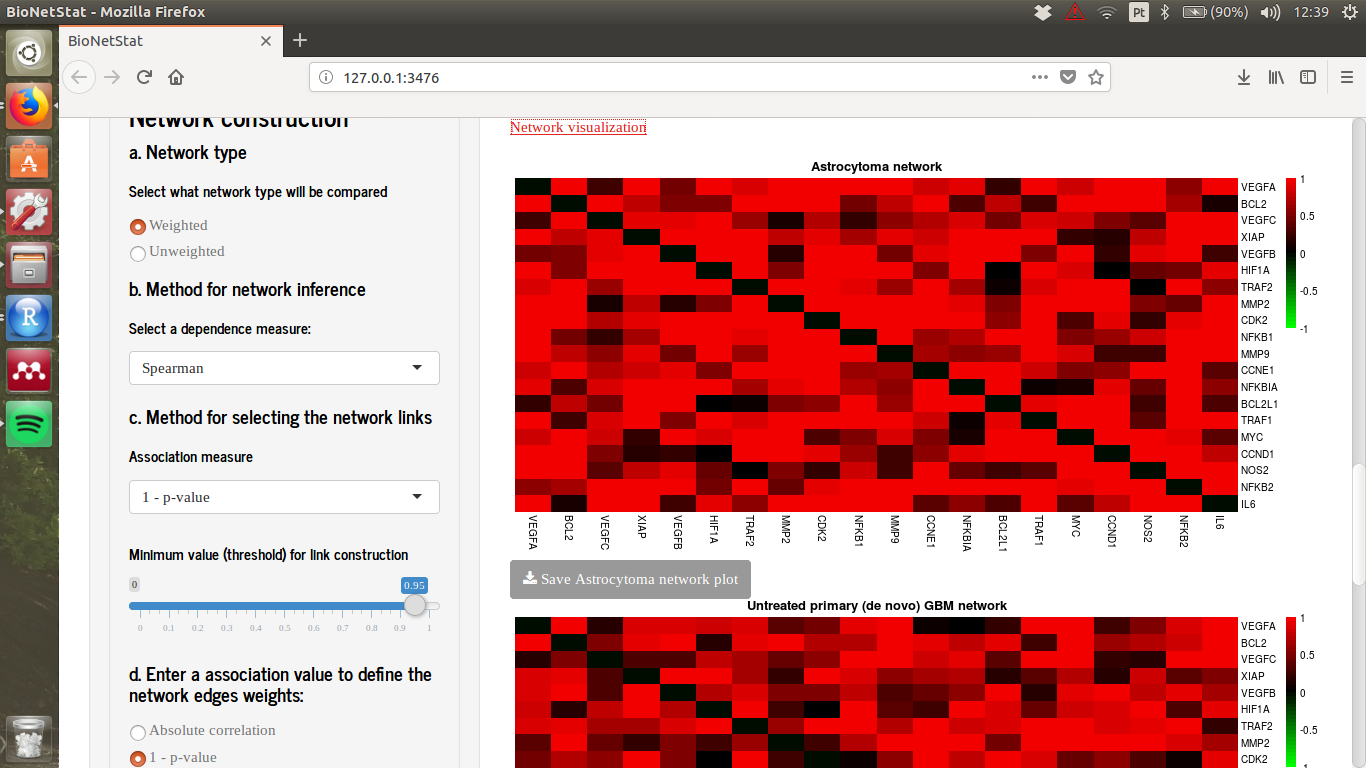 BioNetStat - Mozilla Firefox
Pt
(90%)
12:39
BioNetStat
127.0.0.1:3476
Network construction
a. Network type
Select what network type will be compared
Weighted
Unweighted
b. Method for network inference
Select a dependence measure:
Spearman
c. Method for selecting the network links
Association measure
1 - p-value
Minimum value (threshold) for link construction
0
0.95
0 0.1 0.2 0.3 0.4 0.5 0.6 0.7 0.8 0.9 1
d. Enter a association value to define the
network edges weights:
Absolute correlation
1 - p-value
Network visualization
Astrocytoma network
VEGFA
BCL2
VEGFC
XIAP
VEGFB
HIF1A
TRAF2
MMP2
CDK2
NFKB1
MMP9
CCNE1
NFKBIA
BCL2L1
TRAF1
MYC
CCND1
NOS2
NFKB2
IL6
1
0.5
0
-0.5
-1
VEGFA BCL2 VEGFC XIAP VEGFB HIF1A TRAF2 MMP2 CDK2 NFKB1 MMP9 CCNE1 NFKBIA BCL2L1 TRAF1 MYC CCND1 NOS2 NFKB2 IL6
Save Astrocytoma network plot
Untreated primary (de novo) GBM network
VEGFA
BCL2
VEGFC
XIAP
VEGFB
HIF1A
TRAF2
MMP2
CDK2
1
0.5
0
-0.5
-1